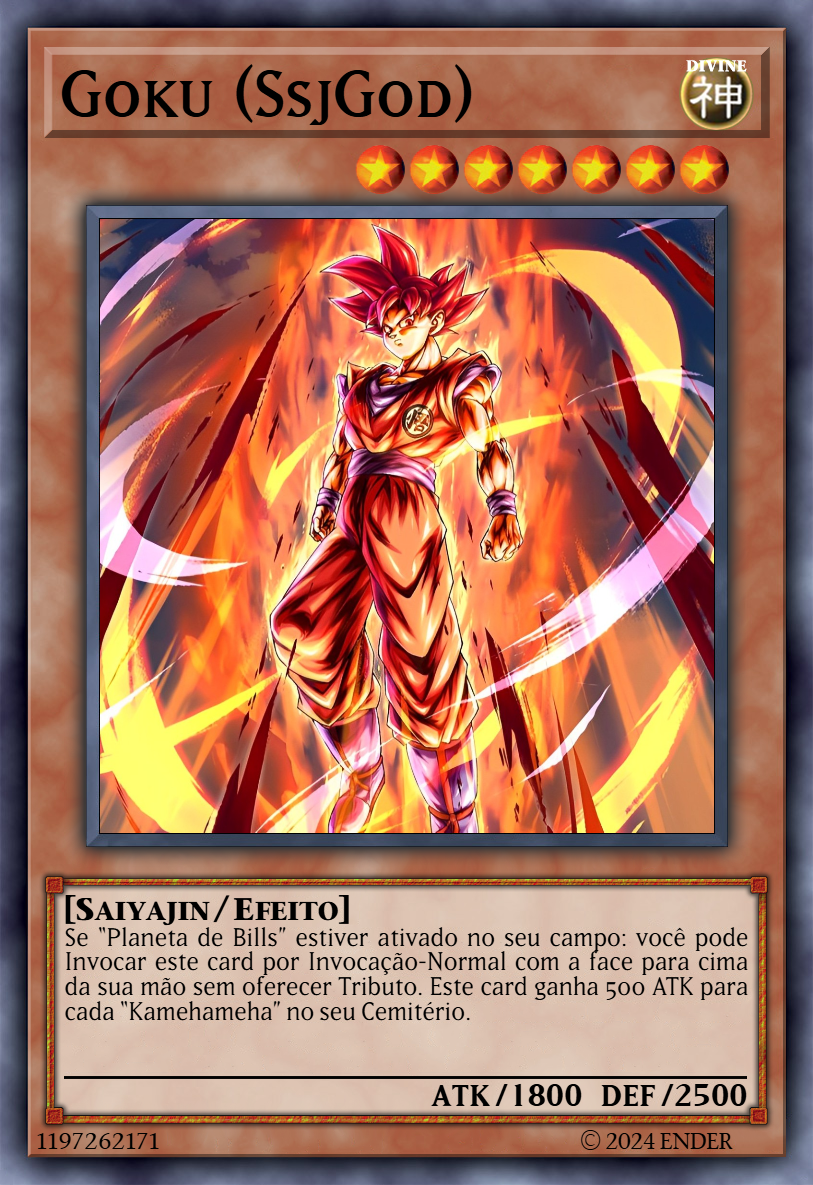 Goku (SsjGod)
DIVINE
神
[Saiyajin/Efeito]
Se "Planeta de Bills" estiver ativado no seu campo: você pode
Invocar este card por Invocação-Normal com a face para cima
da sua mão sem oferecer Tributo. Este card ganha 500 ATK para
cada "Kamehameha" no seu Cemitério.
ATK/1800 DEF/2500
1197262171
© 2024 ENDER